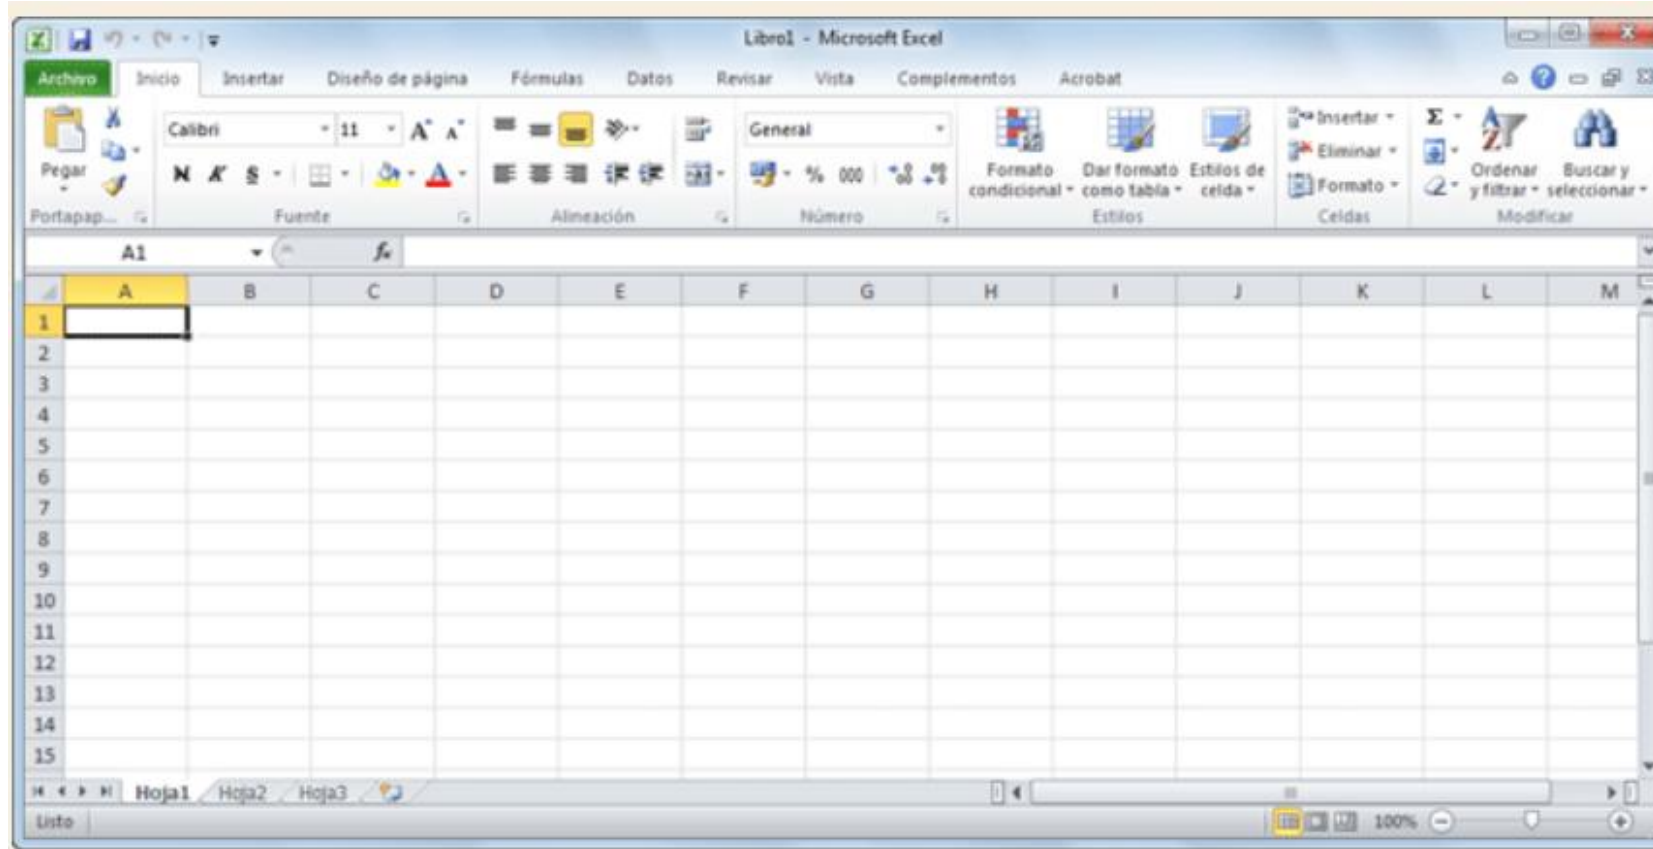 Libro1 - Microsoft Excel
Archivo Inicio Insertar Diseño de página Fórmulas Datos Revisar Vista Complementos Acrobat
Calibri 11 A A General Insertar Σ
Pegar N K S A % 000 Formato condicional Dar formato como tabla Estilos de celda Eliminar Formato Ordenar y filtrar Buscar y seleccionar
Portapap... Fuente Alineación Número Estilos Celdas Modificar
A1 fx
A B C D E F G H I J K L M
1
2
3
4
5
6
7
8
9
10
11
12
13
14
15
Hoja1 Hoja2 Hoja3
Listo 100%